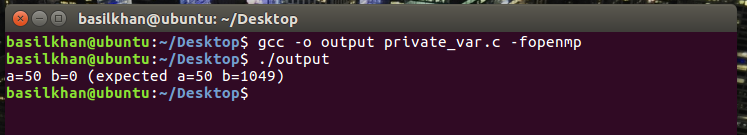 basilkhan@ubuntu: ~/Desktop
basilkhan@ubuntu:~/Desktop$ gcc -o output private_var.c -fopenmp
basilkhan@ubuntu:~/Desktop$ ./output
a=50 b=0 (expected a=50 b=1049)
basilkhan@ubuntu:~/Desktop$